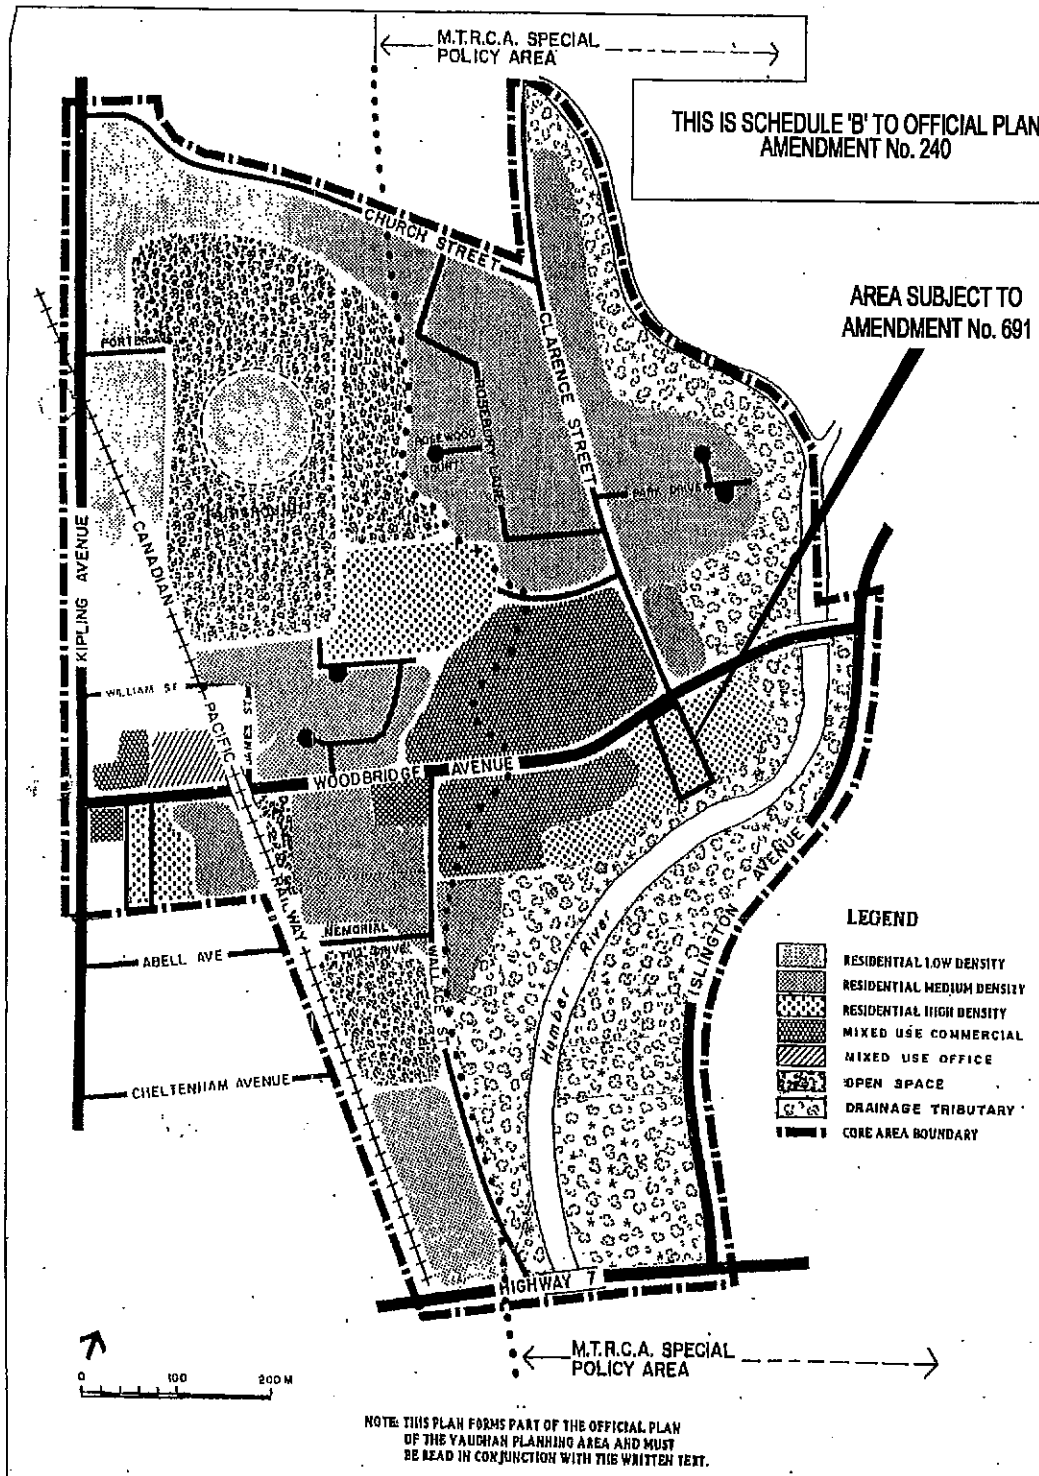 M.T.R.C.A. SPECIAL
POLICY AREA
THIS IS SCHEDULE 'B' TO OFFICIAL PLAN
AMENDMENT No. 240
AREA SUBJECT TO
AMENDMENT No. 691
CHURCH STREET
CLARENCE STREET
ROSEBURY LANE
ROSEWOOD
COURT
PARK DRIVE
KIPLING AVENUE
CANADIAN
PACIFIC
RAILWAY
WILLIAM ST
JAMES ST
WOODBRIDGE AVENUE
MEMORIAL
DRIVE
WALLACE ST.
ABELL AVE
CHELTENHAM AVENUE
Humber River
ISLINGTON AVENUE
HIGHWAY 7
LEGEND
RESIDENTIAL LOW DENSITY
RESIDENTIAL MEDIUM DENSITY
RESIDENTIAL HIGH DENSITY
MIXED USE COMMERCIAL
MIXED USE OFFICE
OPEN SPACE
DRAINAGE TRIBUTARY
CORE AREA BOUNDARY
M.T.R.C.A. SPECIAL
POLICY AREA
0 100 200 M
NOTE: THIS PLAN FORMS PART OF THE OFFICIAL PLAN
OF THE VAUGHAN PLANNING AREA AND MUST
BE READ IN CONJUNCTION WITH THE WRITTEN TEXT.